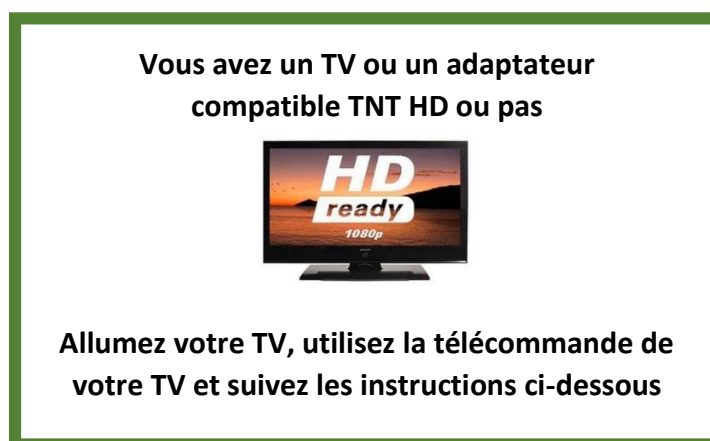 Vous avez un TV ou un adaptateur
compatible TNT HD ou pas
HD
ready
1080p
Allumez votre TV, utilisez la télécommande de
votre TV et suivez les instructions ci-dessous